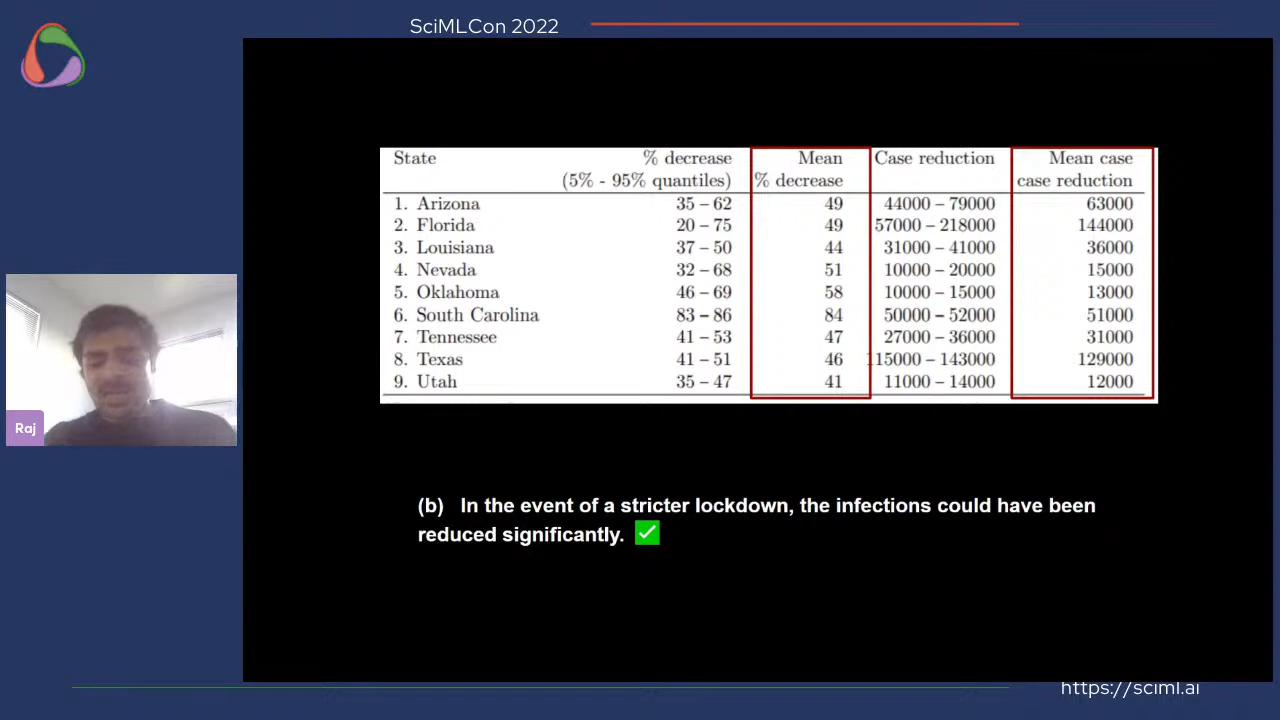 SciMLCon 2022
State % decrease Mean Case reduction Mean case
(5% - 95% quantiles) % decrease case reduction
1. Arizona 35 – 62 49 44000 – 79000 63000
2. Florida 20 – 75 49 57000 – 218000 144000
3. Louisiana 37 – 50 44 31000 – 41000 36000
4. Nevada 32 – 68 51 10000 – 20000 15000
5. Oklahoma 46 – 69 58 10000 – 15000 13000
6. South Carolina 83 – 86 84 50000 – 52000 51000
7. Tennessee 41 – 53 47 27000 – 36000 31000
8. Texas 41 – 51 46 115000 – 143000 129000
9. Utah 35 – 47 41 11000 – 14000 12000
Raj
(b) In the event of a stricter lockdown, the infections could have been
reduced significantly.
https://sciml.ai